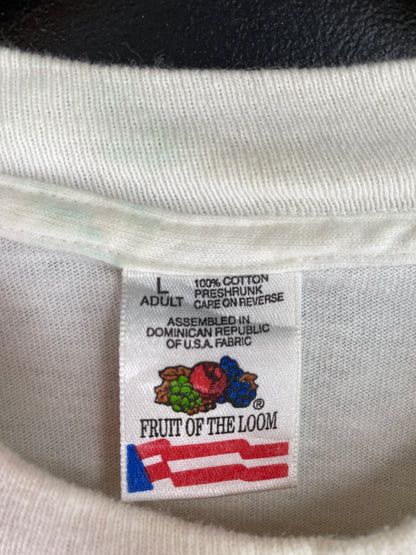 L
ADULT
100% COTTON
PRESHRUNK
CARE ON REVERSE
ASSEMBLED IN
DOMINICAN REPUBLIC
OF U.S.A. FABRIC
®
FRUIT OF THE LOOM